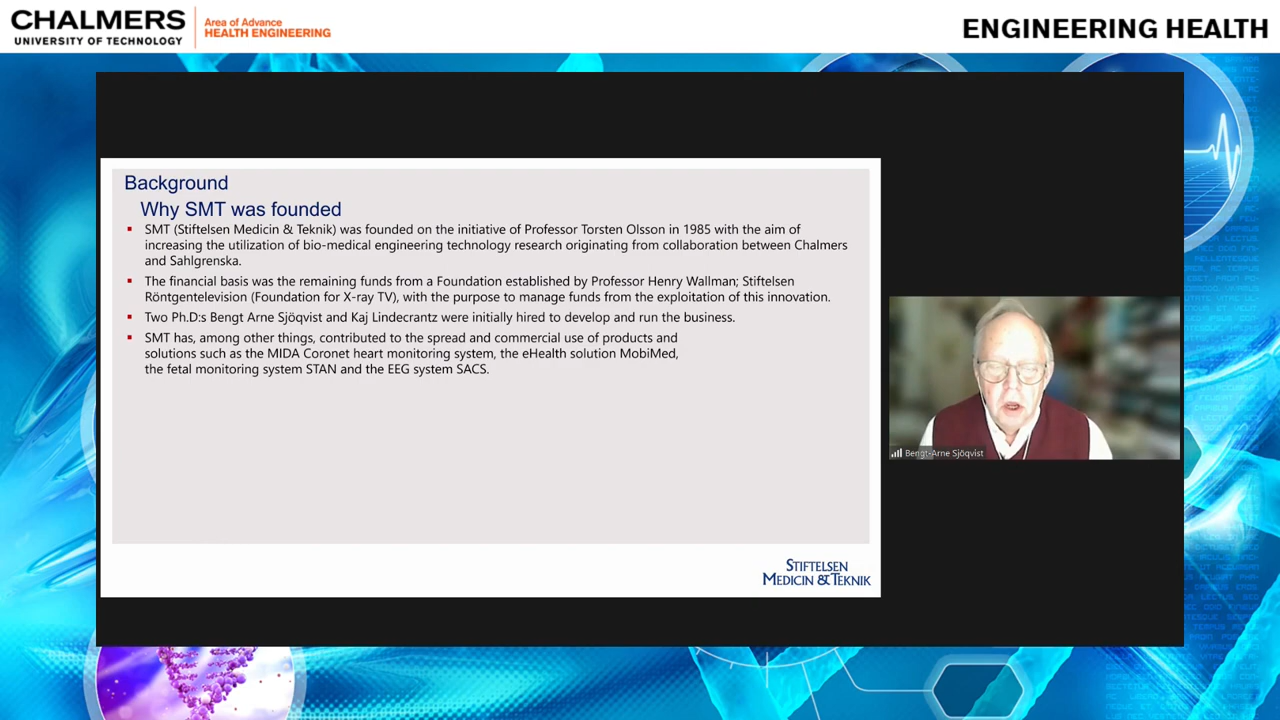 CHALMERS
UNIVERSITY OF TECHNOLOGY
Area of Advance
HEALTH ENGINEERING
ENGINEERING HEALTH
Background
Why SMT was founded
SMT (Stiftelsen Medicin & Teknik) was founded on the initiative of Professor Torsten Olsson in 1985 with the aim of
increasing the utilization of bio-medical engineering technology research originating from collaboration between Chalmers
and Sahlgrenska.
The financial basis was the remaining funds from a Foundation established by Professor Henry Wallman; Stiftelsen
Röntgentelevision (Foundation for X-ray TV), with the purpose to manage funds from the exploitation of this innovation.
Two Ph.D:s Bengt Arne Sjöqvist and Kaj Lindecrantz were initially hired to develop and run the business.
SMT has, among other things, contributed to the spread and commercial use of products and
solutions such as the MIDA Coronet heart monitoring system, the eHealth solution MobiMed,
the fetal monitoring system STAN and the EEG system SACS.
STIFTELSEN
MEDICIN & TEKNIK
Bengt-Arne Sjöqvist